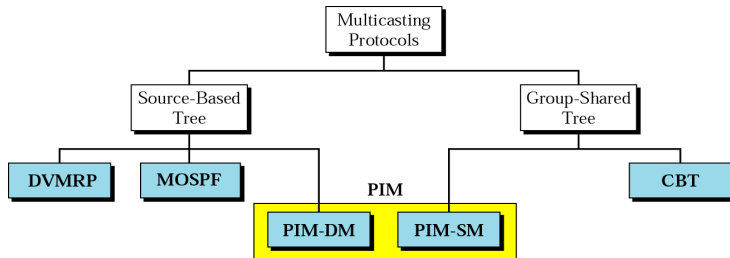 Multicasting
Protocols
Source-Based
Tree
Group-Shared
Tree
DVMRP
MOSPF
CBT
PIM
PIM-DM
PIM-SM